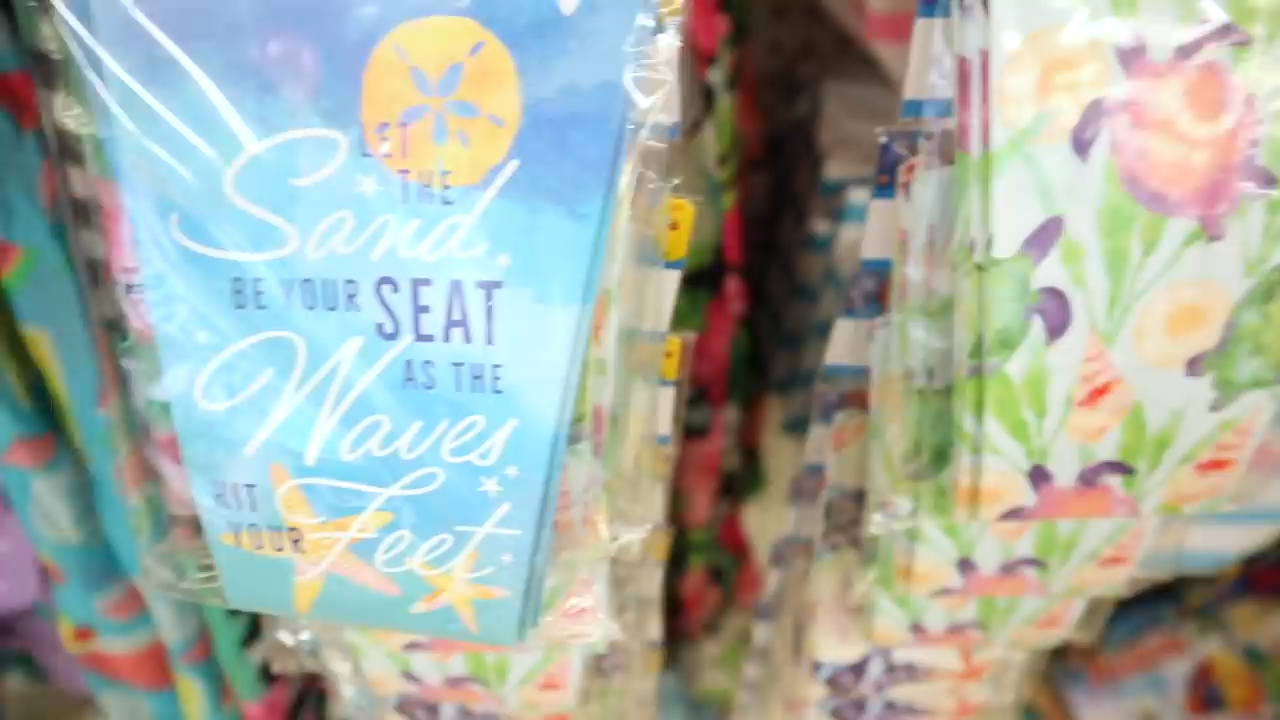 LET
THE
Sand,
BE YOUR SEAT
AS THE
Waves
HIT
YOUR Feet